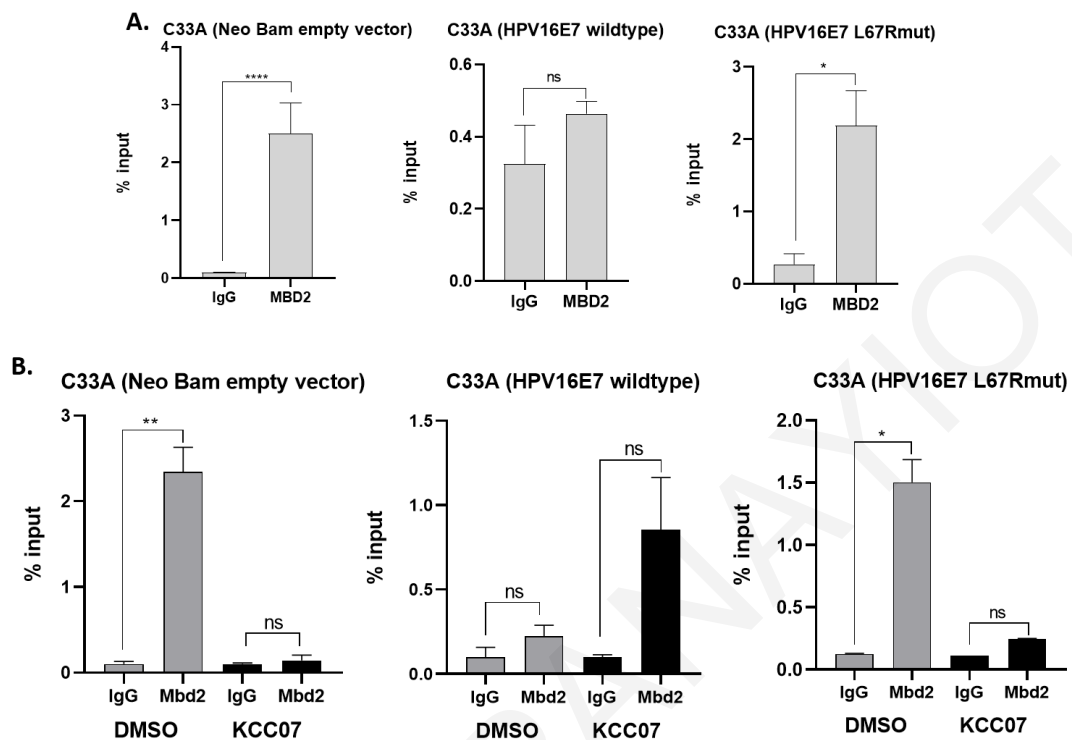 A.
C33A (Neo Bam empty vector)
% input
5
4
3
2
1
0
****
IgG MBD2
C33A (HPV16E7 wildtype)
% input
0.6
0.4
0.2
0.0
ns
IgG MBD2
C33A (HPV16E7 L67Rmut)
% input
3
2
1
0
*
IgG MBD2
B.
C33A (Neo Bam empty vector)
% input
3
2
1
0
**
ns
IgG Mbd2 IgG Mbd2
DMSO KCC07
C33A (HPV16E7 wildtype)
% input
1.5
1.0
0.5
0.0
ns
ns
IgG Mbd2 IgG Mbd2
DMSO KCC07
C33A (HPV16E7 L67Rmut)
% input
2.0
1.5
1.0
0.5
0.0
*
ns
IgG Mbd2 IgG Mbd2
DMSO KCC07
PANAYIOT